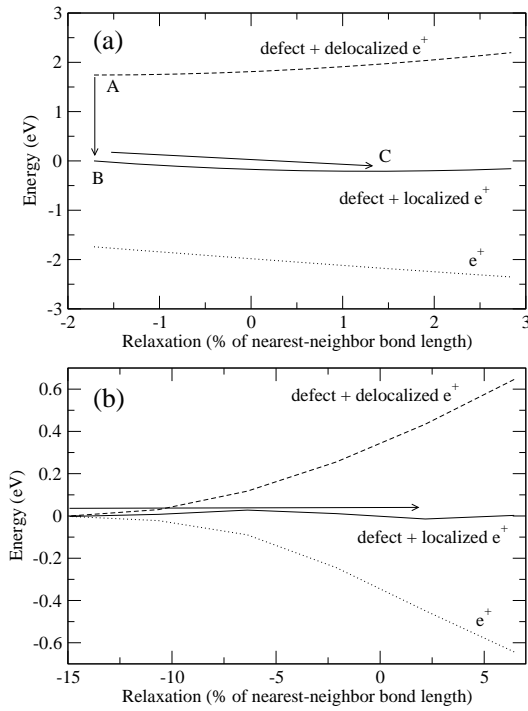 3
(a)
defect + delocalized e+
2
A
1
Energy (eV)
0
C
B
defect + localized e+
-1
e+
-2
-3
-2 -1 0 1 2 3
Relaxation (% of nearest-neighbor bond length)
(b)
0.6
defect + delocalized e+
0.4
0.2
Energy (eV)
0.0
defect + localized e+
-0.2
-0.4
e+
-0.6
-15 -10 -5 0 5
Relaxation (% of nearest-neighbor bond length)